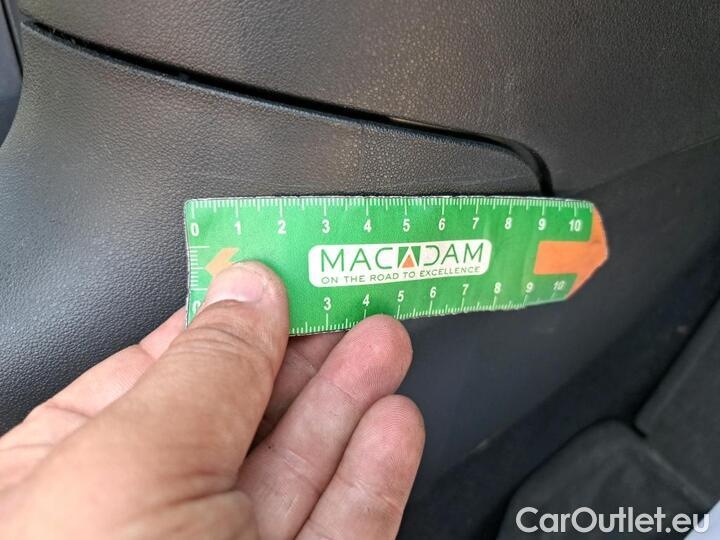 0 1 2 3 4 5 6 7 8 9 10
MACADAM
ON THE ROAD TO EXCELLENCE
3 4 5 6 7 8 9 10
CarOutlet.eu